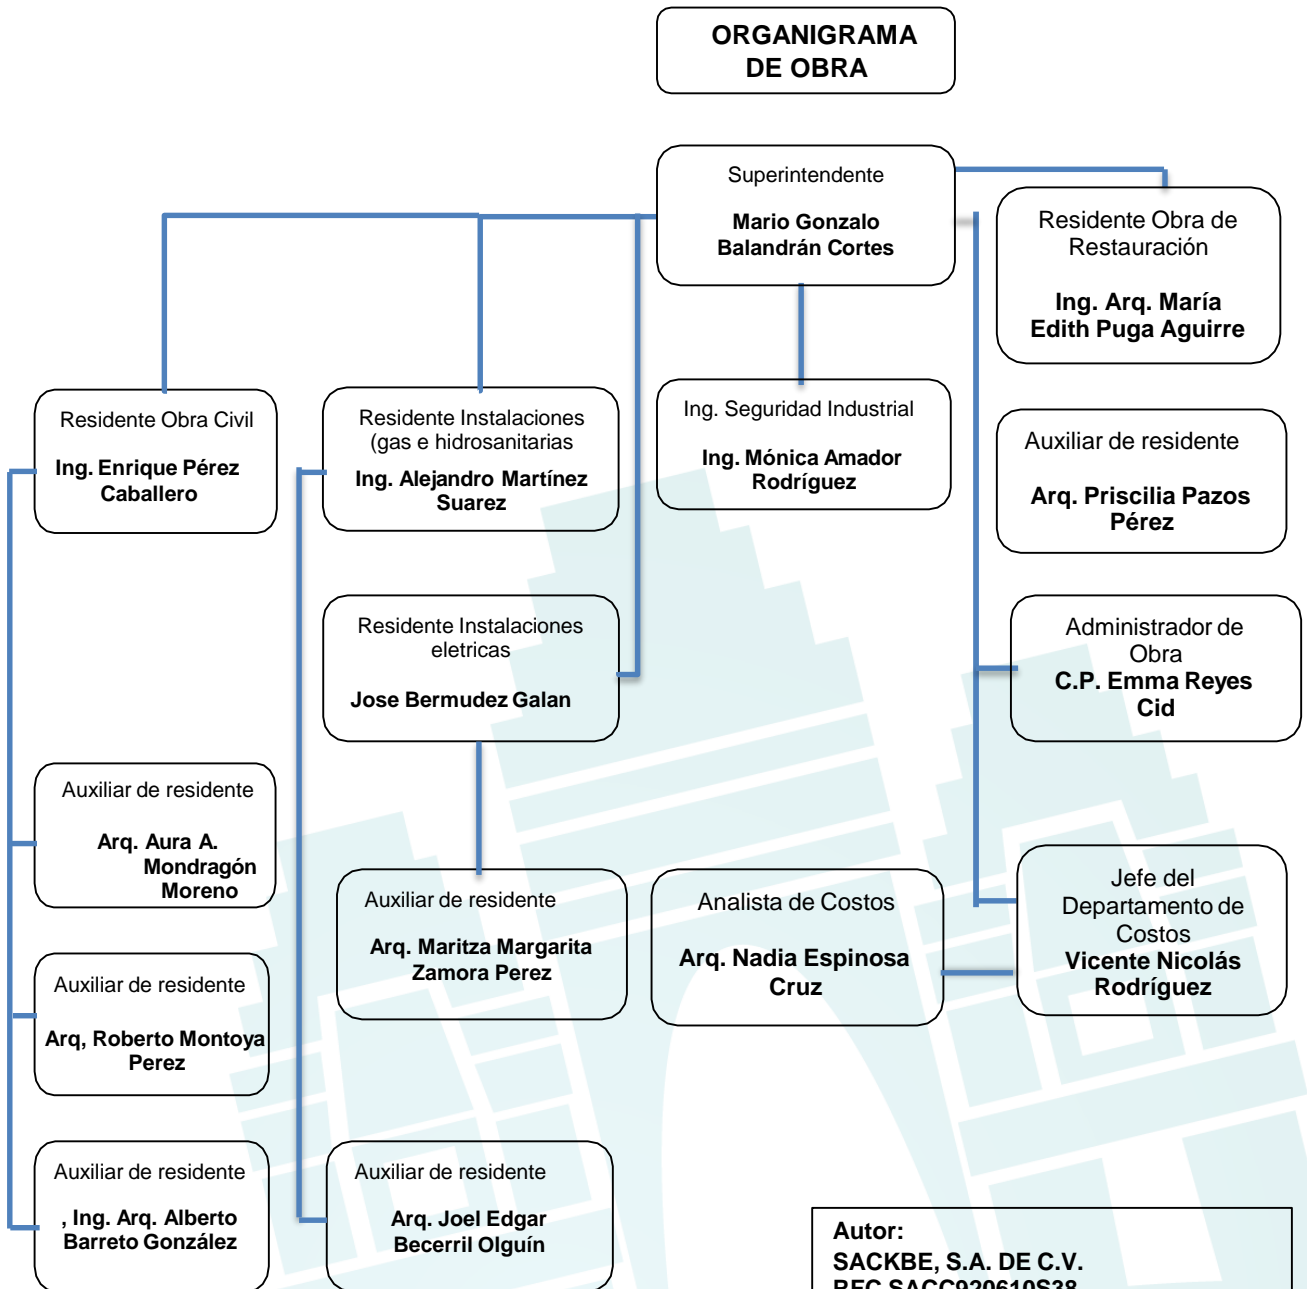 ORGANIGRAMA
DE OBRA
Superintendente
Mario Gonzalo
Balandrán Cortes
Residente Obra de
Restauración
Ing. Arq. María
Edith Puga Aguirre
Residente Obra Civil
Ing. Enrique Pérez
Caballero
Residente Instalaciones
(gas e hidrosanitarias
Ing. Alejandro Martínez
Suarez
Ing. Seguridad Industrial
Ing. Mónica Amador
Rodríguez
Auxiliar de residente
Arq. Priscilia Pazos
Pérez
Residente Instalaciones
eletricas
Jose Bermudez Galan
Administrador de
Obra
C.P. Emma Reyes
Cid
Auxiliar de residente
Arq. Aura A.
Mondragón
Moreno
Auxiliar de residente
Arq. Maritza Margarita
Zamora Perez
Analista de Costos
Arq. Nadia Espinosa
Cruz
Jefe del
Departamento de
Costos
Vicente Nicolás
Rodríguez
Auxiliar de residente
Arq, Roberto Montoya
Perez
Auxiliar de residente
, Ing. Arq. Alberto
Barreto González
Auxiliar de residente
Arq. Joel Edgar
Becerril Olguín
Autor:
SACKBE, S.A. DE C.V.
RFC SACC920610S38